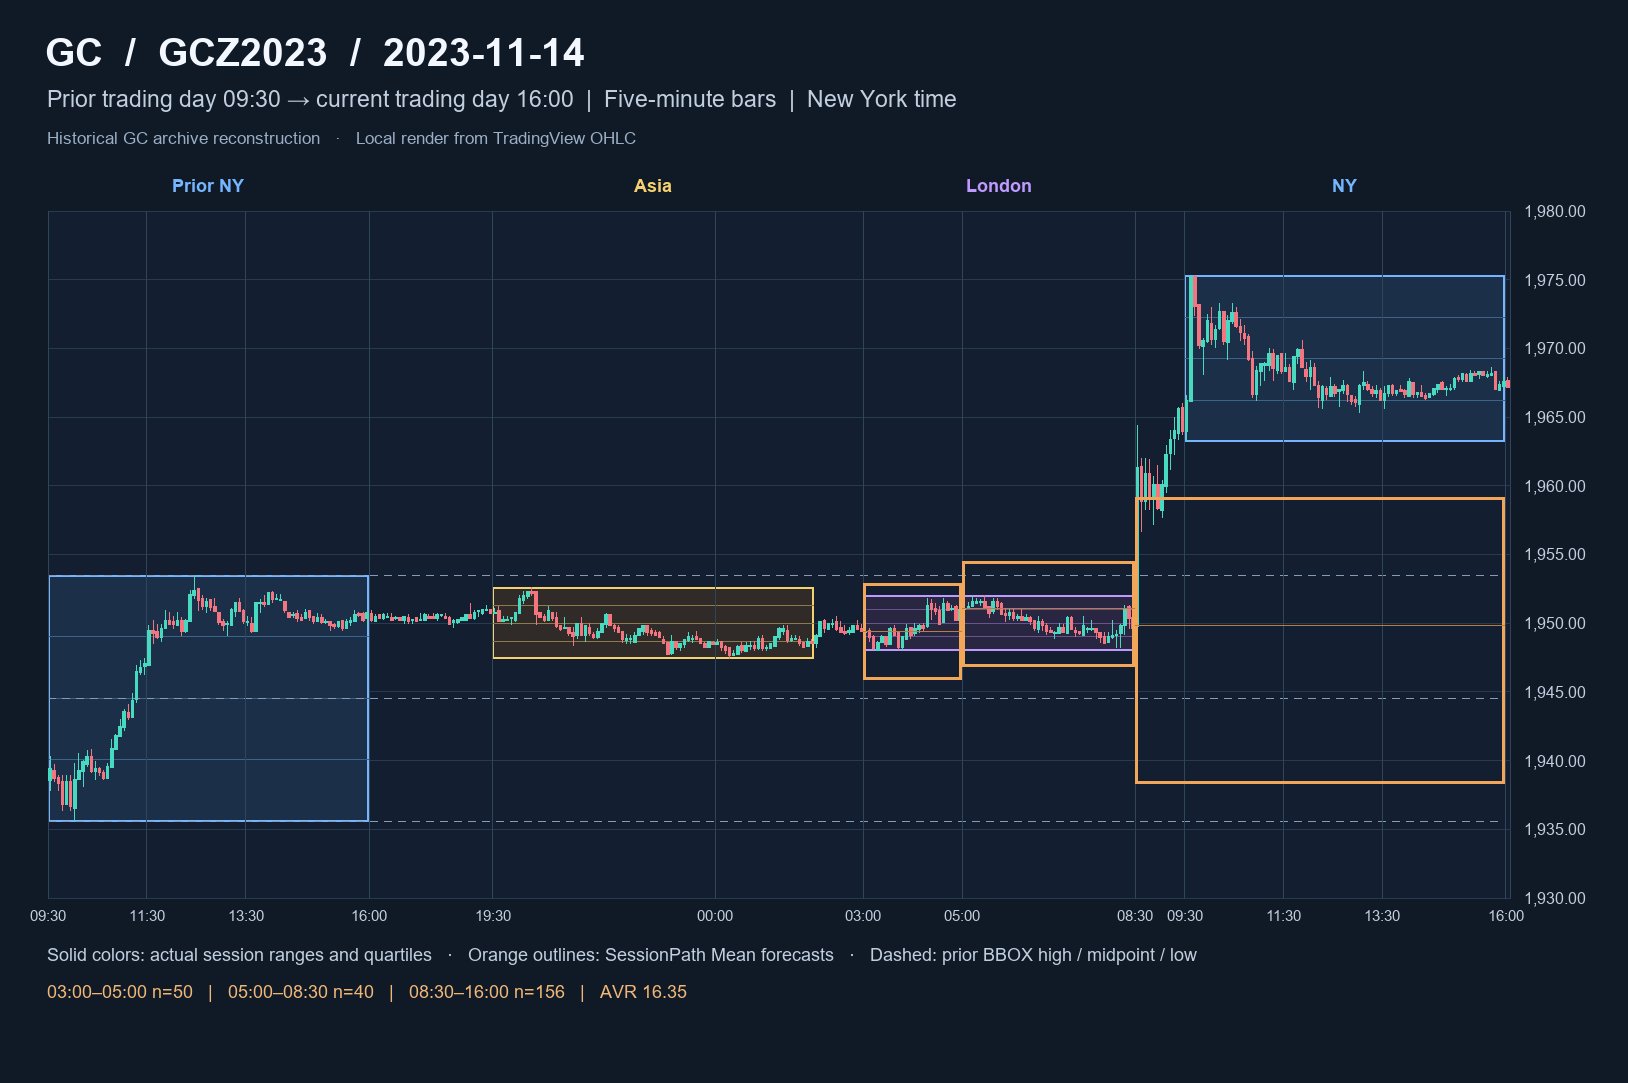 GC / GCZ2023 / 2023-11-14
Prior trading day 09:30 → current trading day 16:00 | Five-minute bars | New York time
Historical GC archive reconstruction · Local render from TradingView OHLC
Prior NY Asia London NY
1,980.00
1,975.00
1,970.00
1,965.00
1,960.00
1,955.00
1,950.00
1,945.00
1,940.00
1,935.00
1,930.00
09:30 11:30 13:30 16:00 19:30 00:00 03:00 05:00 08:30 09:30 11:30 13:30 16:00
Solid colors: actual session ranges and quartiles · Orange outlines: SessionPath Mean forecasts · Dashed: prior BBOX high / midpoint / low
03:00–05:00 n=50 | 05:00–08:30 n=40 | 08:30–16:00 n=156 | AVR 16.35